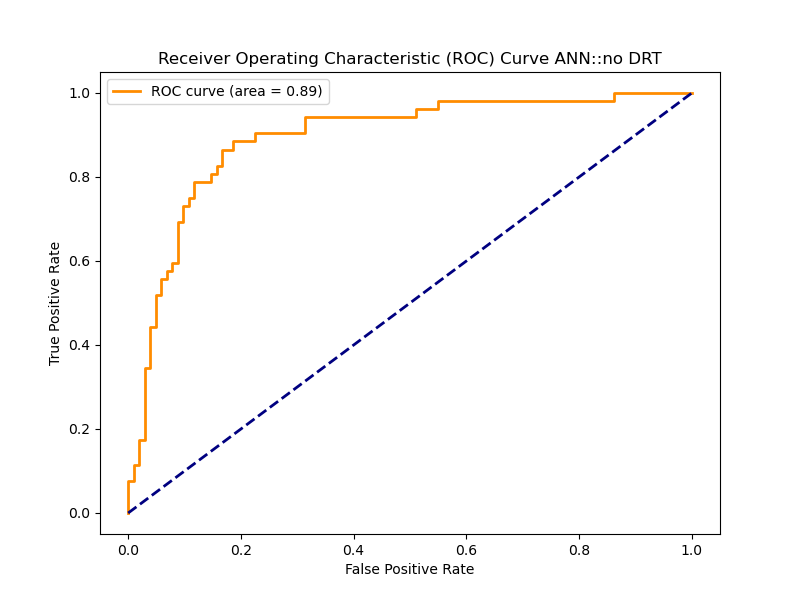 Receiver Operating Characteristic (ROC) Curve ANN::no DRT
ROC curve (area = 0.89)
True Positive Rate
1.0
0.8
0.6
0.4
0.2
0.0
0.0 0.2 0.4 0.6 0.8 1.0
False Positive Rate